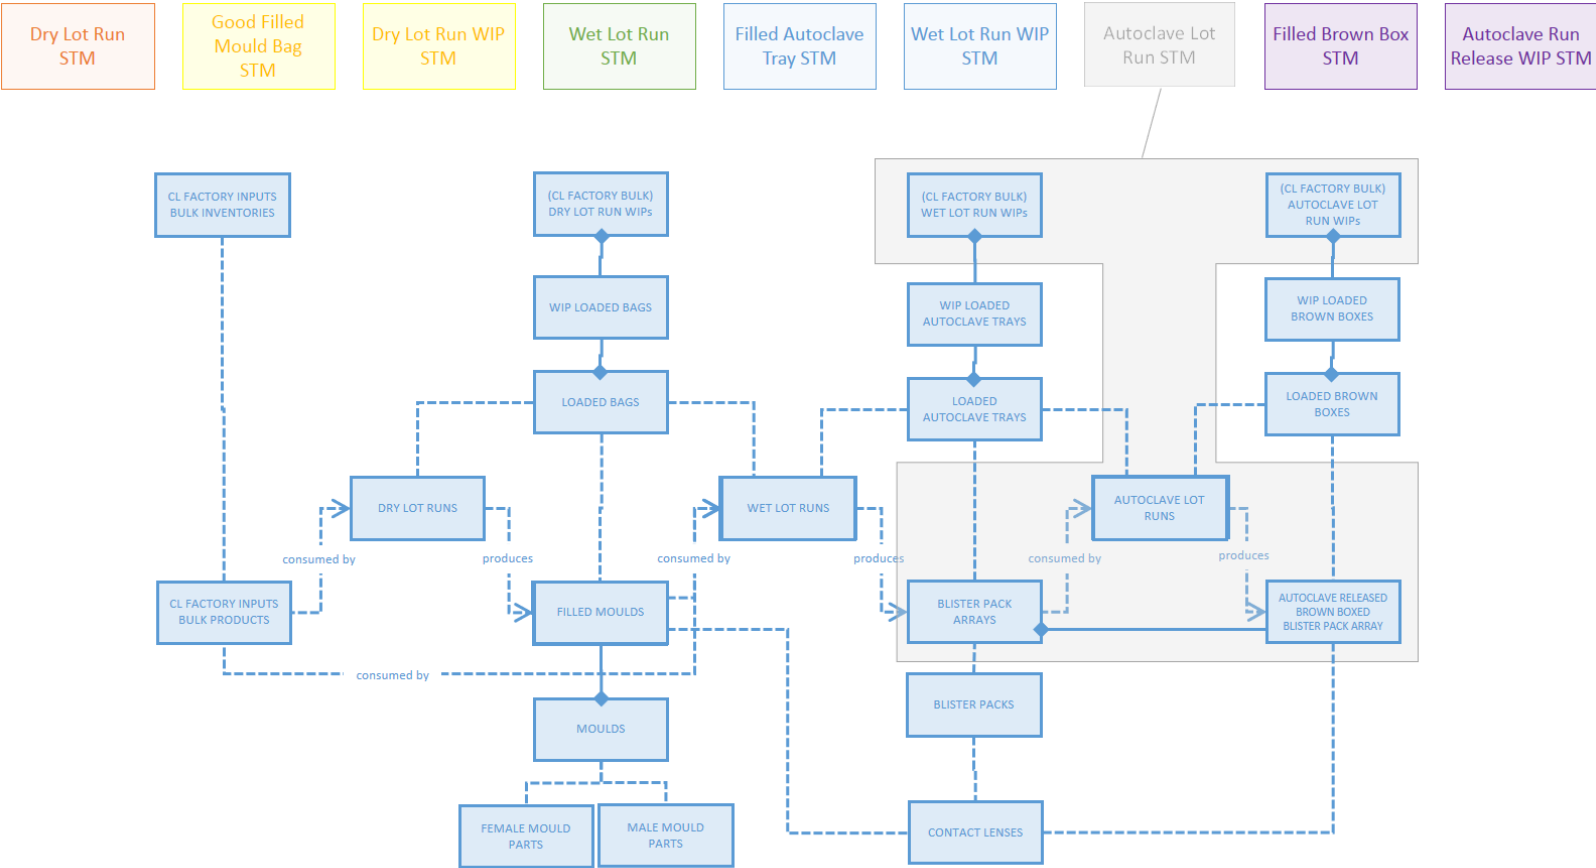 Dry Lot Run
STM
Good Filled
Mould Bag
STM
Dry Lot Run WIP
STM
Wet Lot Run
STM
Filled Autoclave
Tray STM
Wet Lot Run WIP
STM
Autoclave Lot
Run STM
Filled Brown Box
STM
Autoclave Run
Release WIP STM
CL FACTORY INPUTS
BULK INVENTORIES
(CL FACTORY BULK)
DRY LOT RUN WIPs
(CL FACTORY BULK)
WET LOT RUN WIPs
(CL FACTORY BULK)
AUTOCLAVE LOT
RUN WIPs
WIP LOADED BAGS
WIP LOADED
AUTOCLAVE TRAYS
WIP LOADED
BROWN BOXES
LOADED BAGS
LOADED
AUTOCLAVE TRAYS
LOADED BROWN
BOXES
DRY LOT RUNS
WET LOT RUNS
AUTOCLAVE LOT
RUNS
consumed by
produces
consumed by
produces
consumed by
produces
CL FACTORY INPUTS
BULK PRODUCTS
FILLED MOULDS
BLISTER PACK
ARRAYS
AUTOCLAVE RELEASED
BROWN BOXED
BLISTER PACK ARRAY
consumed by
MOULDS
BLISTER PACKS
FEMALE MOULD
PARTS
MALE MOULD
PARTS
CONTACT LENSES